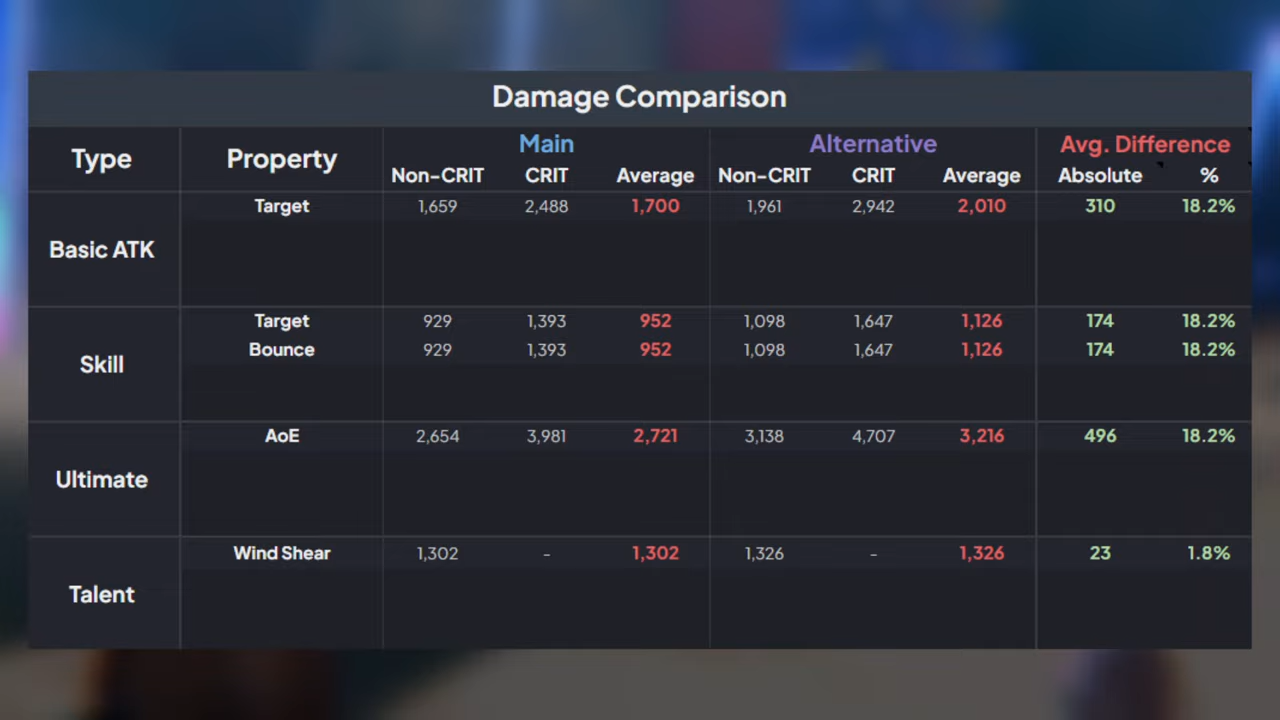 Damage Comparison
Type Property Main Alternative Avg. Difference
Non-CRIT CRIT Average Non-CRIT CRIT Average Absolute %
Basic ATK
Target 1,659 2,488 1,700 1,961 2,942 2,010 310 18.2%
Skill
Target 929 1,393 952 1,098 1,647 1,126 174 18.2%
Bounce 929 1,393 952 1,098 1,647 1,126 174 18.2%
Ultimate
AoE 2,654 3,981 2,721 3,138 4,707 3,216 496 18.2%
Talent
Wind Shear 1,302 - 1,302 1,326 - 1,326 23 1.8%